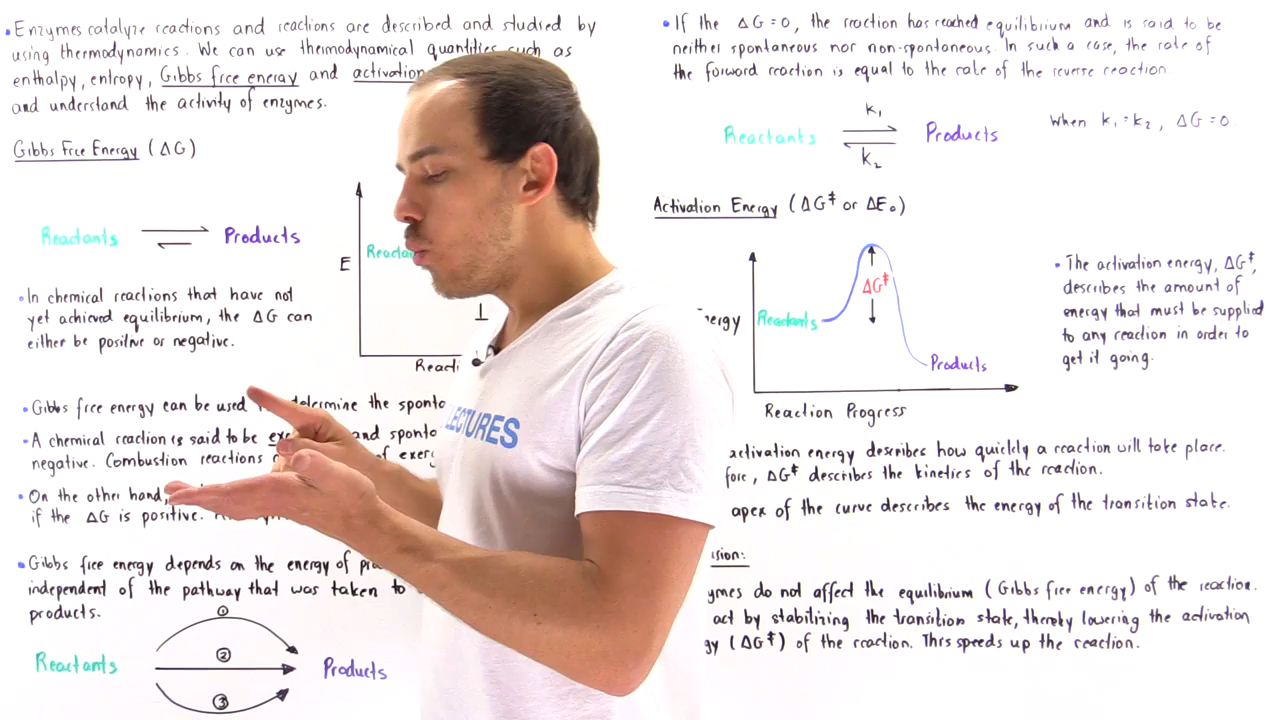 • Enzymes catalyze reactions and reactions are described and studied by
using thermodynamics. We can use thermodynamical quantities such as
enthalpy, entropy, Gibbs free energy and activation
and understand the activity of enzymes.
Gibbs Free Energy (ΔG)
Reactants Products
E
Reacta
Reacti
• In chemical reactions that have not
yet achieved equilibrium, the ΔG can
either be positive or negative.
• Gibbs free energy can be used determine the sponta
• A chemical reaction is said to be and sponta
negative. Combustion reactions of exerg
• On the other hand,
if the ΔG is positive.
• Gibbs free energy depends on the energy of
independent of the pathway that was taken to
products.
Reactants ① ② ③ Products
LECTURES
• If the ΔG=0, the reaction has reached equilibrium and is said to be
neither spontaneous nor non-spontaneous. In such a case, the rate of
the forward reaction is equal to the rate of the reverse reaction
Reactants k₁ k₂ Products
When k₁=k₂, ΔG=0.
Activation Energy (ΔG‡ or ΔEₒ)
nergy
Reactants
ΔG‡
Products
Reaction Progress
• The activation energy, ΔG‡,
describes the amount of
energy that must be supplied
to any reaction in order to
get it going.
activation energy describes how quickly a reaction will take place.
fore, ΔG‡ describes the kinetics of the reaction.
apex of the curve describes the energy of the transition state.
usion:
ymes do not affect the equilibrium (Gibbs free energy) of the reaction.
act by stabilizing the transition state, thereby lowering the activation
gy (ΔG‡) of the reaction. This speeds up the reaction.